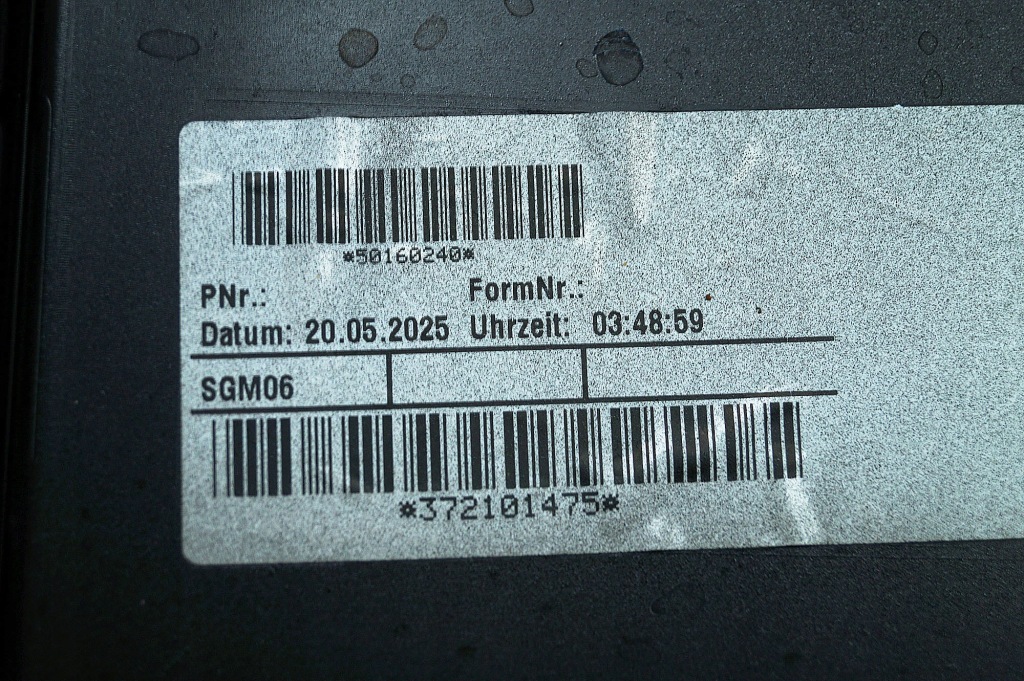 *50160240*
PNr.: FormNr.:
Datum: 20.05.2025 Uhrzeit: 03:48:59
SGM06
*372101475*